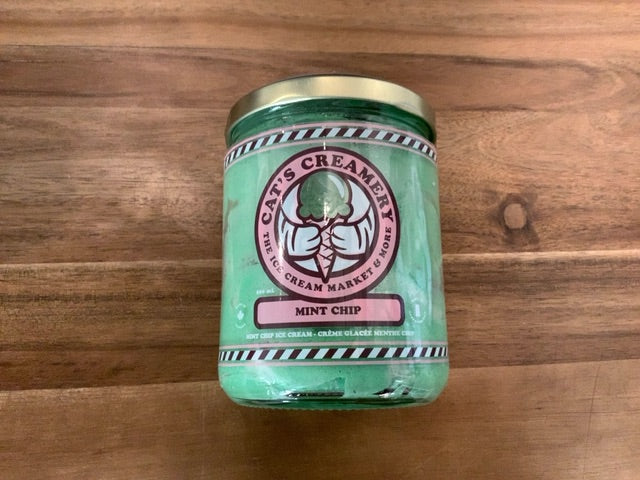 CAT'S CREAMERY
THE ICE CREAM MARKET & MORE
MINT CHIP
MINT CHIP ICE CREAM - CRÈME GLACÉE MENTHE CHIP